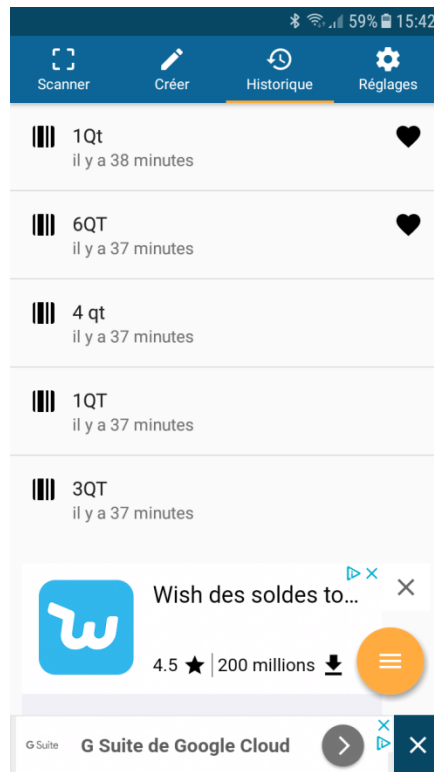 59% 15:42
Scanner Créer Historique Réglages
1Qt
il y a 38 minutes
6QT
il y a 37 minutes
4 qt
il y a 37 minutes
1QT
il y a 37 minutes
3QT
il y a 37 minutes
Wish des soldes to...
4.5 ★ | 200 millions
G Suite G Suite de Google Cloud